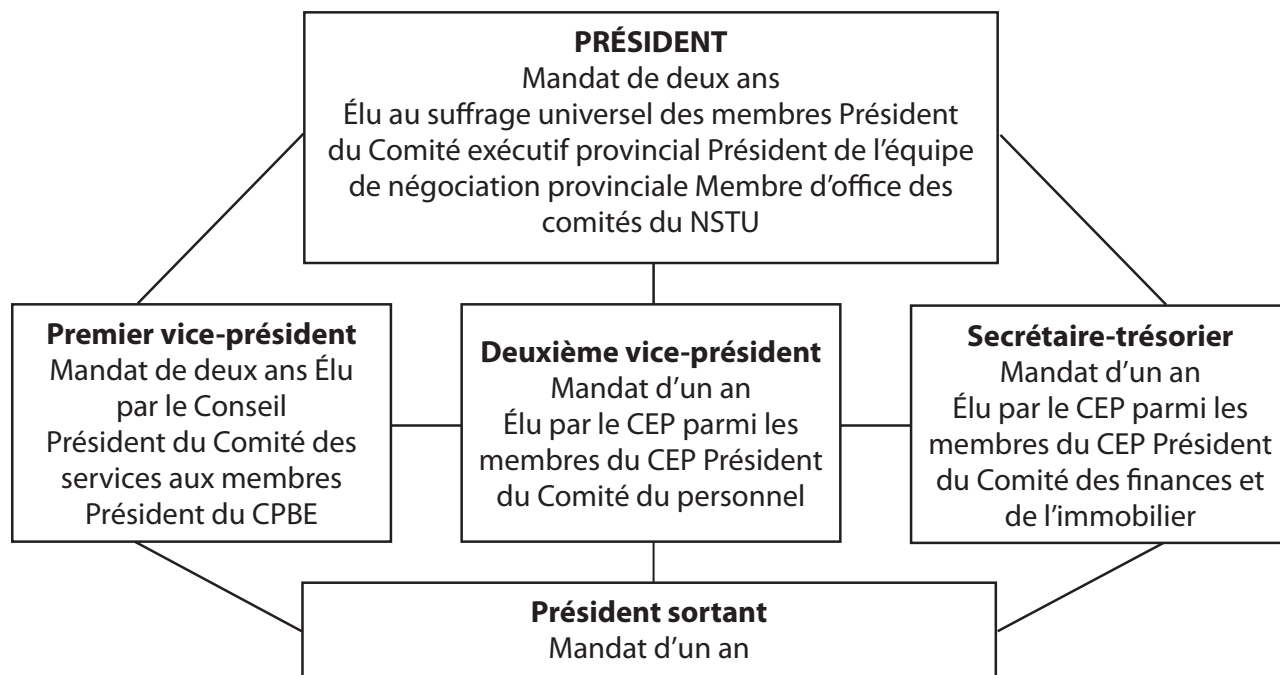 PRÉSIDENT
Mandat de deux ans
Élu au suffrage universel des membres Président
du Comité exécutif provincial Président de l’équipe
de négociation provinciale Membre d’office des
comités du NSTU
Premier vice-président
Mandat de deux ans Élu
par le Conseil
Président du Comité des
services aux membres
Président du CPBE
Deuxième vice-président
Mandat d’un an
Élu par le CEP parmi les
membres du CEP Président
du Comité du personnel
Secrétaire-trésorier
Mandat d’un an
Élu par le CEP parmi les
membres du CEP Président
du Comité des finances et
de l’immobilier
Président sortant
Mandat d’un an